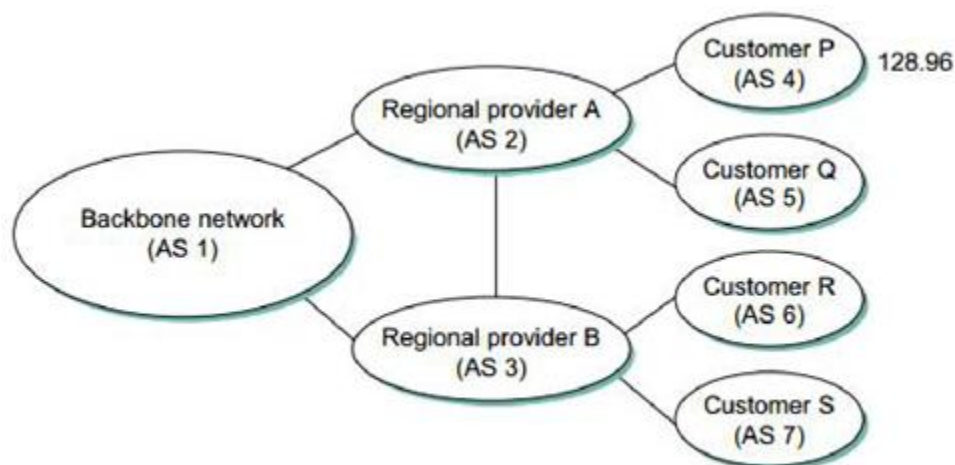 Customer P
(AS 4)
128.96
Regional provider A
(AS 2)
Customer Q
(AS 5)
Backbone network
(AS 1)
Customer R
(AS 6)
Regional provider B
(AS 3)
Customer S
(AS 7)